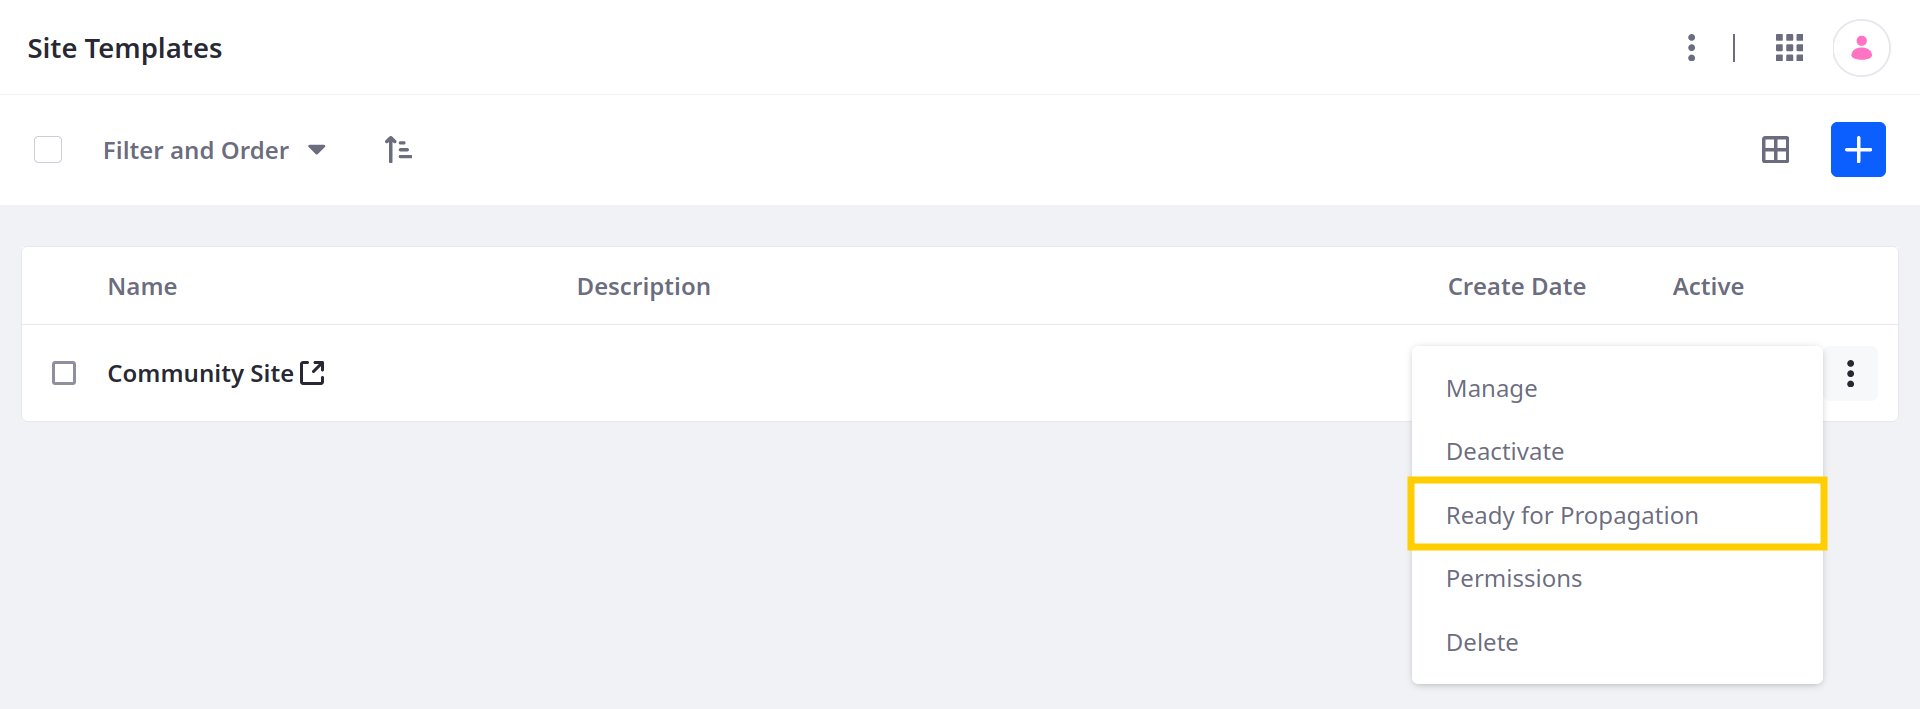 Site Templates
Filter and Order
Name Description Create Date Active
Community Site
Manage
Deactivate
Ready for Propagation
Permissions
Delete